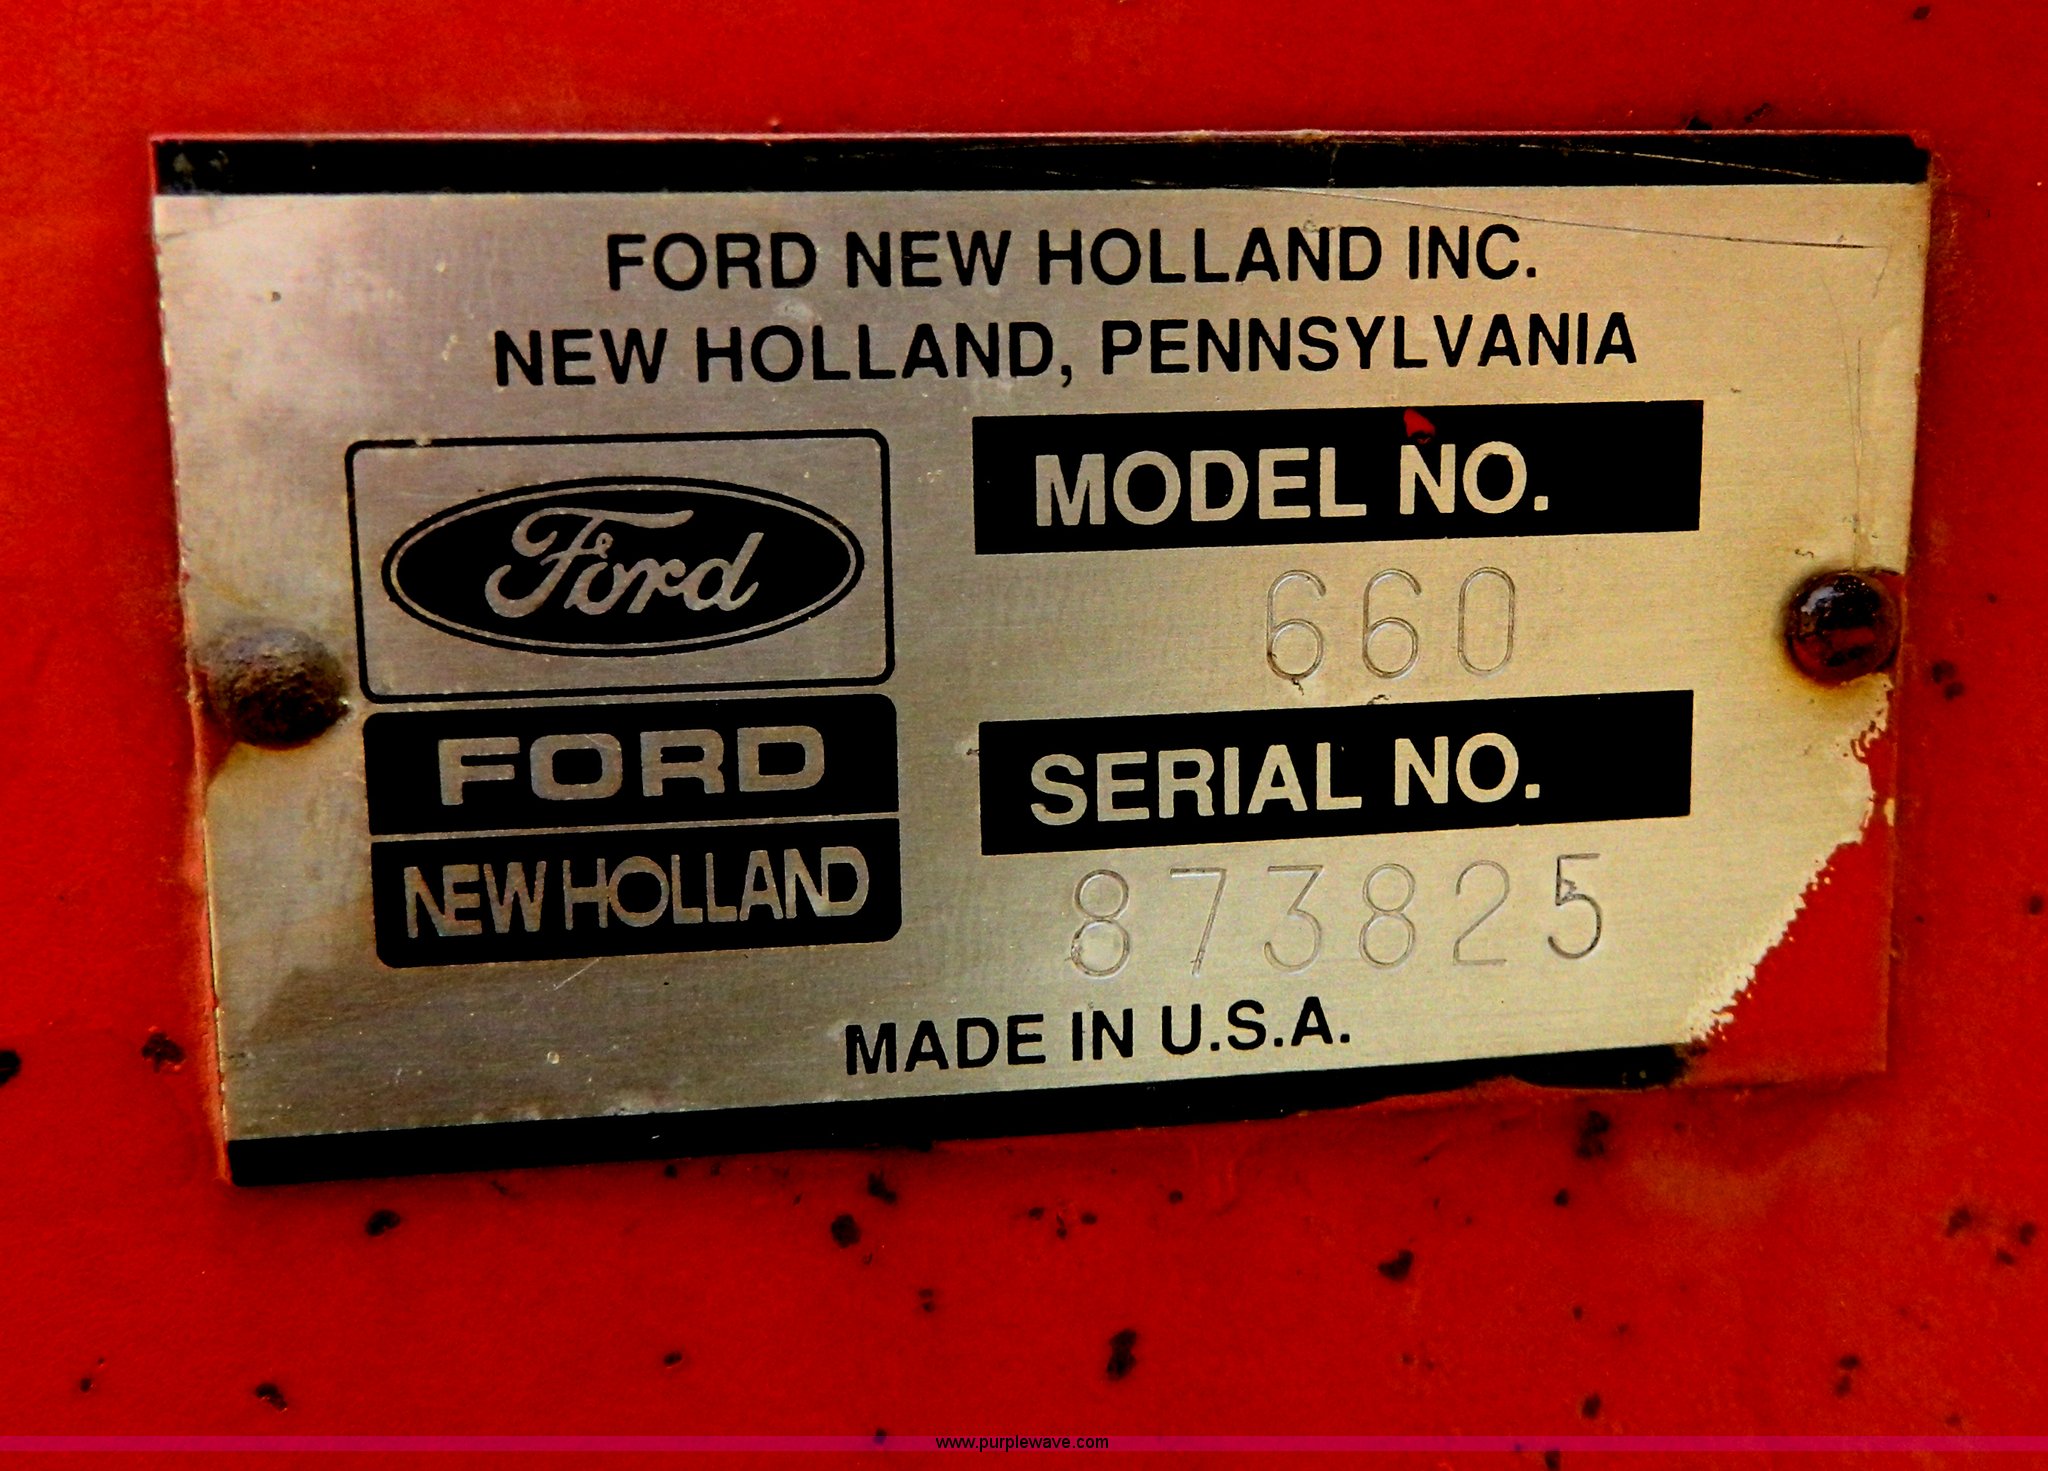 FORD NEW HOLLAND INC.
NEW HOLLAND, PENNSYLVANIA
Ford
FORD
NEW HOLLAND
MODEL NO.
660
SERIAL NO.
873825
MADE IN U.S.A.
www.purplewave.com